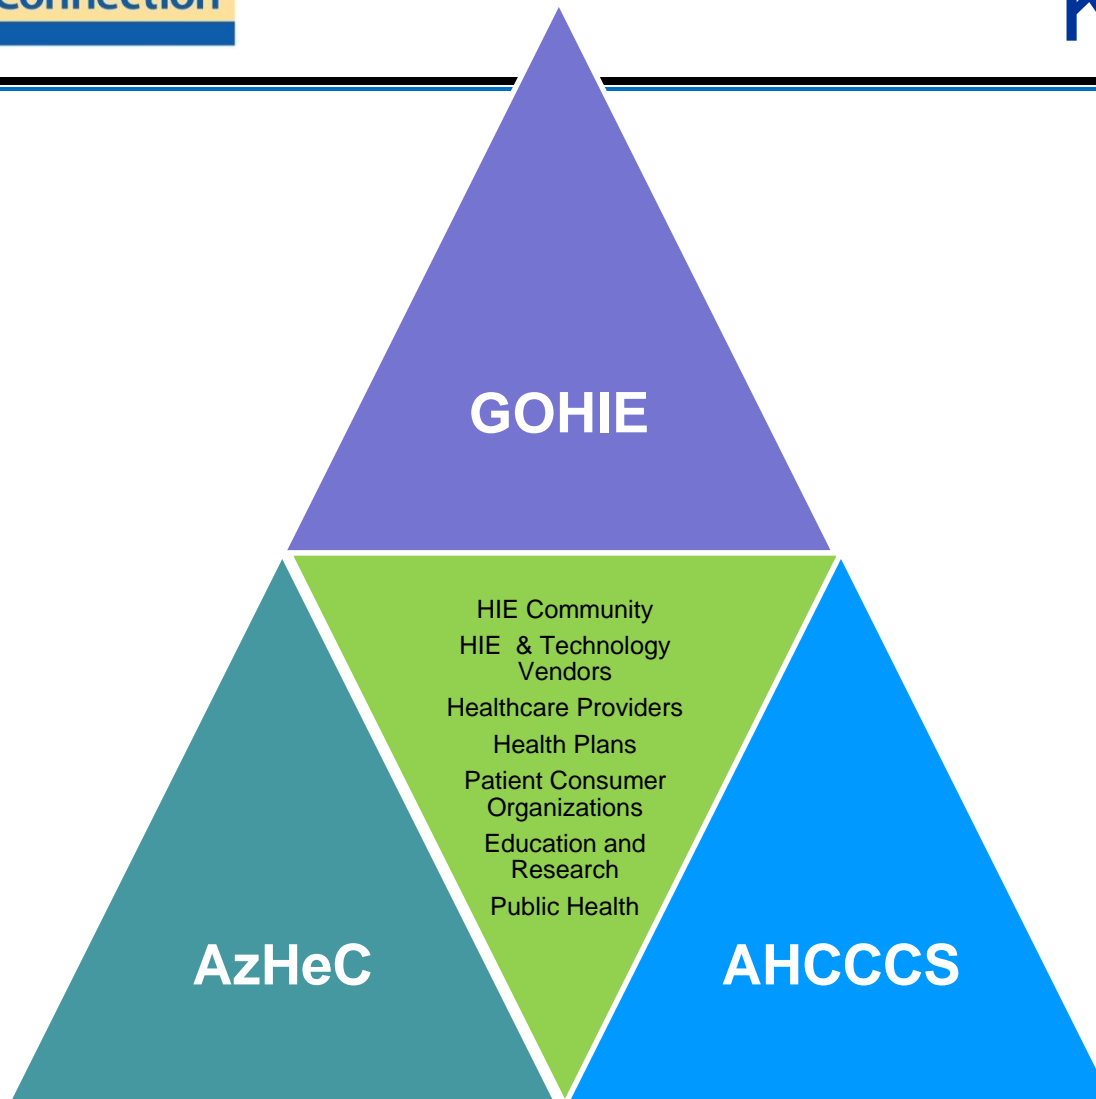 Connection
K
GOHIE
HIE Community
HIE & Technology
Vendors
Healthcare Providers
Health Plans
Patient Consumer
Organizations
Education and
Research
Public Health
AzHeC
AHCCCS